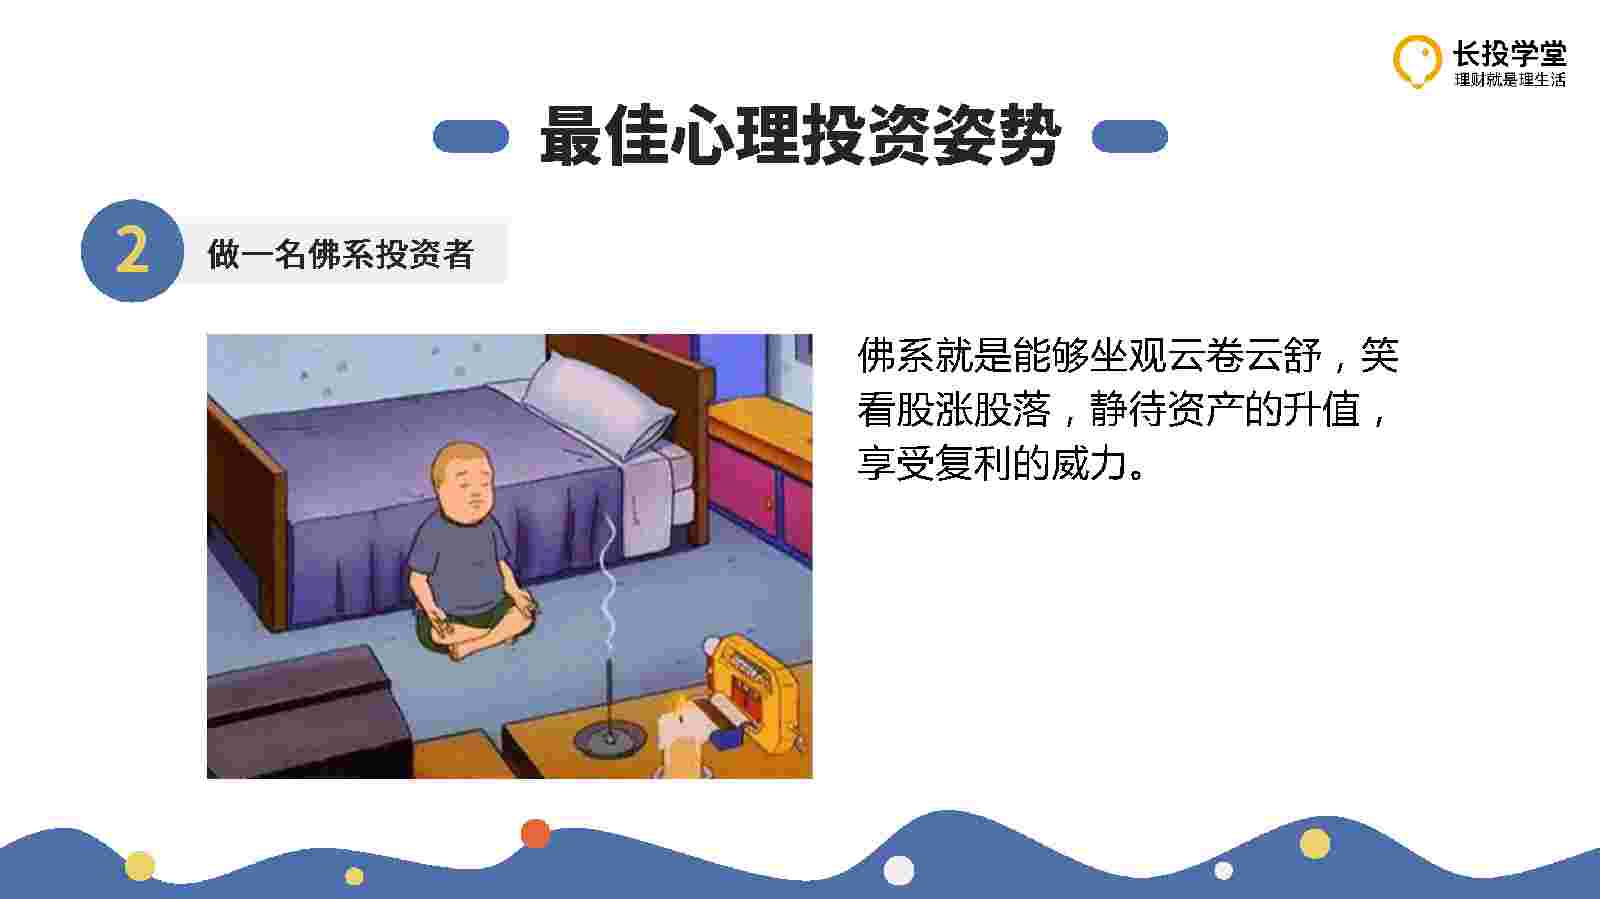 长投学堂
理财就是理生活
最佳心理投资姿势
2
做一名佛系投资者
佛系就是能够坐观云卷云舒，笑
看股涨股落，静待资产的升值，
享受复利的威力。